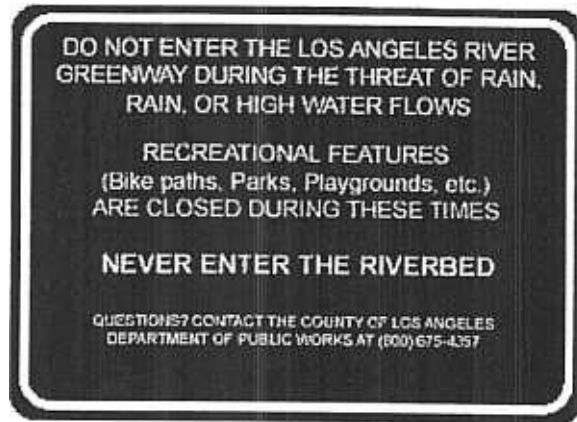 DO NOT ENTER THE LOS ANGELES RIVER
GREENWAY DURING THE THREAT OF RAIN,
RAIN, OR HIGH WATER FLOWS
RECREATIONAL FEATURES
(Bike paths, Parks, Playgrounds, etc.)
ARE CLOSED DURING THESE TIMES
NEVER ENTER THE RIVERBED
QUESTIONS? CONTACT THE COUNTY OF LOS ANGELES
DEPARTMENT OF PUBLIC WORKS AT (800) 675-4357